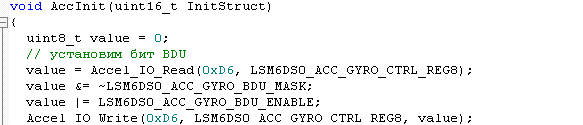 void AccInit(uint16_t InitStruct)
{
uint8_t value = 0;
// установим бит BDU
value = Accel_IO_Read(0xD6, LSM6DSO_ACC_GYRO_CTRL_REG8);
value &= ~LSM6DSO_ACC_GYRO_BDU_MASK;
value |= LSM6DSO_ACC_GYRO_BDU_ENABLE;
Accel_IO_Write(0xD6, LSM6DSO_ACC_GYRO_CTRL_REG8, value);